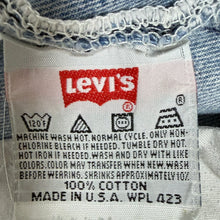 LEVI'S
®
120F
®
MACHINE WASH HOT. NORMAL CYCLE. ONLY NON-
CHLORINE BLEACH IF NEEDED. TUMBLE DRY HOT.
HOT IRON IF NEEDED. WASH AND DRY WITH LIKE
COLORS. COLOR TRANSFER MAY OCCUR WHEN NEW. WASH
BEFORE WEARING. SHRINKS APPROXIMATELY
100% COTTON
MADE IN U.S.A. WPL 423